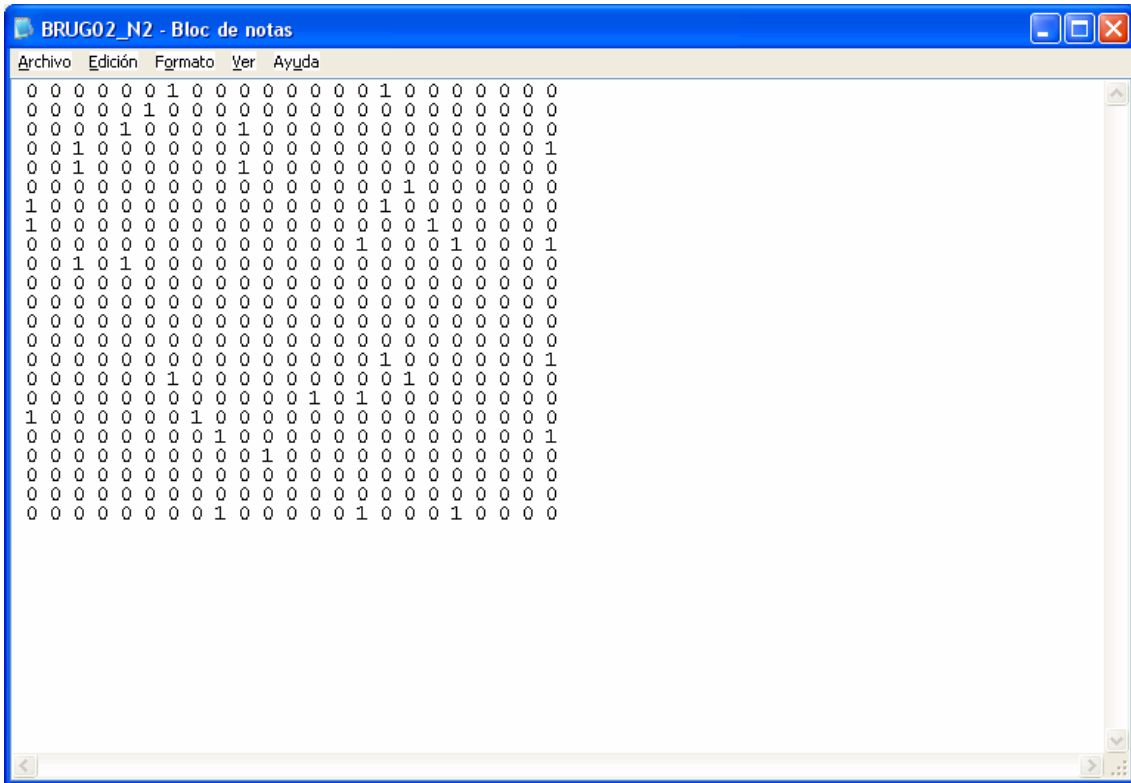 BRUG02_N2 - Bloc de notas
Archivo Edición Formato Ver Ayuda
0 0 0 0 0 0 1 0 0 0 0 0 0 0 0 1 0 0 0 0 0 0 0
0 0 0 0 0 1 0 0 0 0 0 0 0 0 0 0 0 0 0 0 0 0 0
0 0 0 0 1 0 0 0 0 1 0 0 0 0 0 0 0 0 0 0 0 0 0
0 0 1 0 0 0 0 0 0 0 0 0 0 0 0 0 0 0 0 0 0 0 1
0 0 1 0 0 0 0 0 0 1 0 0 0 0 0 0 0 0 0 0 0 0 0
0 0 0 0 0 0 0 0 0 0 0 0 0 0 0 0 1 0 0 0 0 0 0
1 0 0 0 0 0 0 0 0 0 0 0 0 0 0 1 0 0 0 0 0 0 0
1 0 0 0 0 0 0 0 0 0 0 0 0 0 0 0 0 1 0 0 0 0 0
0 0 0 0 0 0 0 0 0 0 0 0 0 0 1 0 0 0 1 0 0 0 1
0 0 1 0 1 0 0 0 0 0 0 0 0 0 0 0 0 0 0 0 0 0 0
0 0 0 0 0 0 0 0 0 0 0 0 0 0 0 0 0 0 0 0 0 0 0
0 0 0 0 0 0 0 0 0 0 0 0 0 0 0 0 0 0 0 0 0 0 0
0 0 0 0 0 0 0 0 0 0 0 0 0 0 0 0 0 0 0 0 0 0 0
0 0 0 0 0 0 0 0 0 0 0 0 0 0 0 0 0 0 0 0 0 0 0
0 0 0 0 0 0 0 0 0 0 0 0 0 0 0 1 0 0 0 0 0 0 1
0 0 0 0 0 0 1 0 0 0 0 0 0 0 0 0 1 0 0 0 0 0 0
0 0 0 0 0 0 0 0 0 0 0 0 1 0 1 0 0 0 0 0 0 0 0
1 0 0 0 0 0 0 1 0 0 0 0 0 0 0 0 0 0 0 0 0 0 0
0 0 0 0 0 0 0 0 1 0 0 0 0 0 0 0 0 0 0 0 0 0 1
0 0 0 0 0 0 0 0 0 0 1 0 0 0 0 0 0 0 0 0 0 0 0
0 0 0 0 0 0 0 0 0 0 0 0 0 0 0 0 0 0 0 0 0 0 0
0 0 0 0 0 0 0 0 0 0 0 0 0 0 0 0 0 0 0 0 0 0 0
0 0 0 0 0 0 0 0 1 0 0 0 0 0 1 0 0 0 1 0 0 0 0